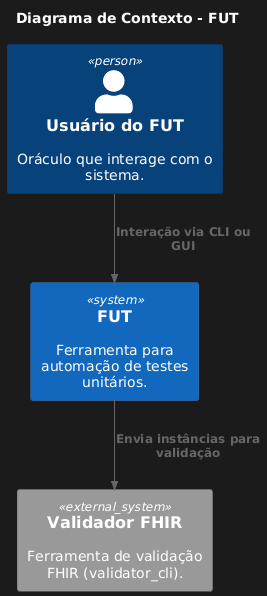 Diagrama de Contexto - FUT
«person»
Usuário do FUT
Oráculo que interage com o
sistema.
Interação via CLI ou
GUI
«system»
FUT
Ferramenta para
automação de testes
unitários.
Envia instâncias para
validação
«external_system»
Validador FHIR
Ferramenta de validação
FHIR (validator_cli).